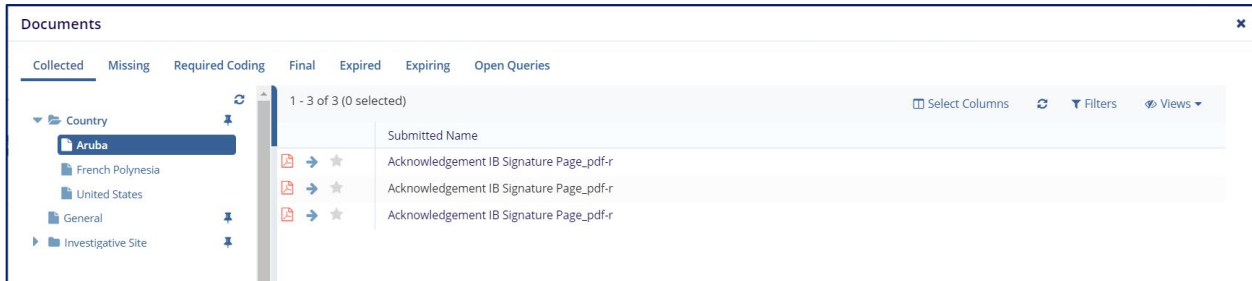 Documents
Collected Missing Required Coding Final Expired Expiring Open Queries
1 - 3 of 3 (0 selected) Select Columns Filters Views
Country
Aruba
French Polynesia
United States
General
Investigative Site
Submitted Name
Acknowledgement IB Signature Page_pdf-r
Acknowledgement IB Signature Page_pdf-r
Acknowledgement IB Signature Page_pdf-r